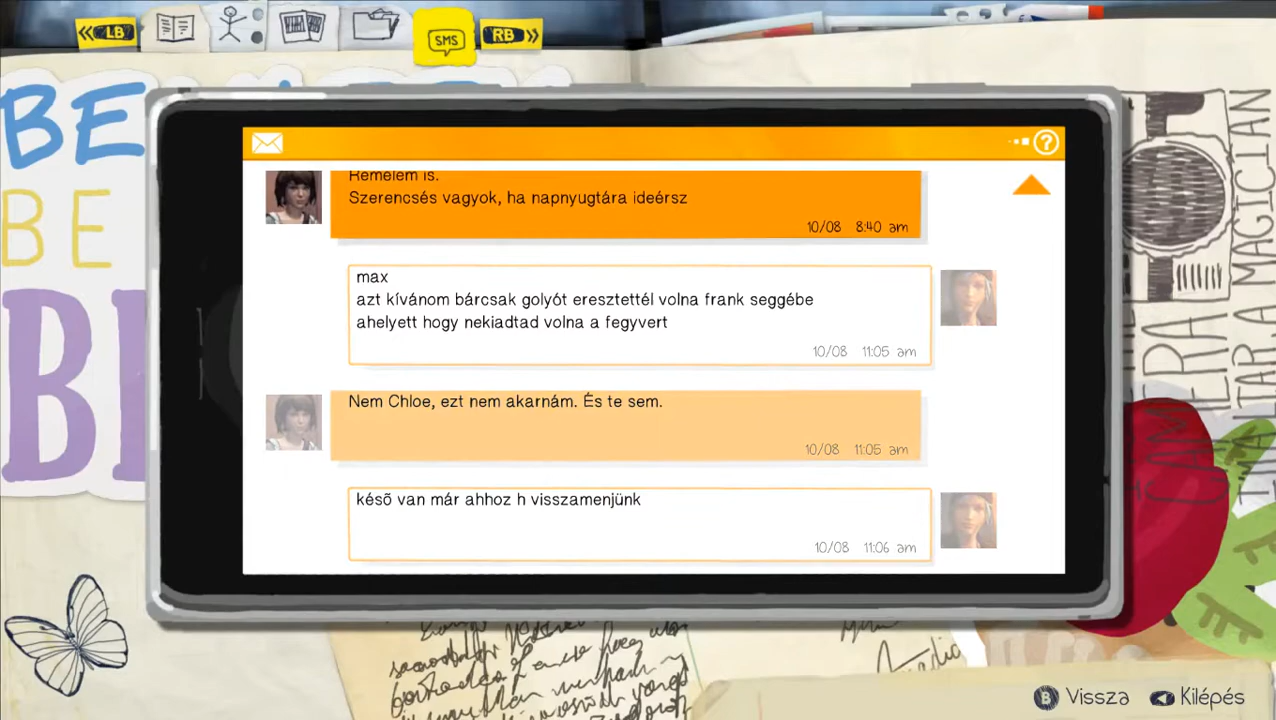 LB
SMS
RB
BE
BE
Remélem is.
Szerencsés vagyok, ha napnyugtára ideérsz
10/08 8:40 am
max
azt kívánom bárcsak golyót eresztettél volna frank seggébe
ahelyett hogy nekiadtad volna a fegyvert
10/08 11:05 am
Nem Chloe, ezt nem akarnám. És te sem.
10/08 11:05 am
késõ van már ahhoz h visszamenjünk
10/08 11:06 am
MAGICIAN
B Vissza
Kilépés